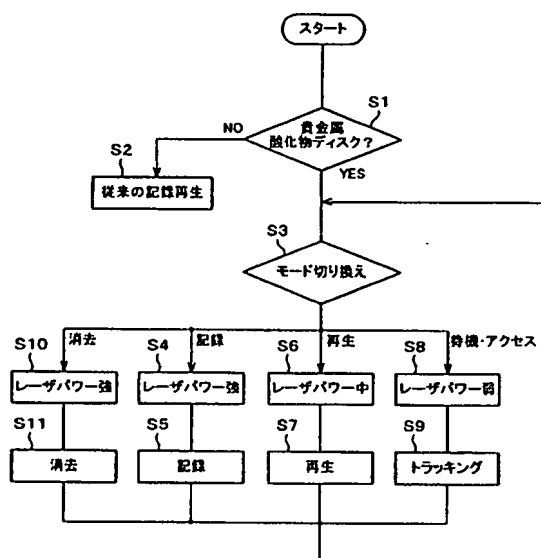 スタート
S1
貴金属
酸化物ディスク?
NO
YES
S2
従来の記録再生
S3
モード切り換え
消去
記録
再生
待機・アクセス
S10
レーザパワー強
S4
レーザパワー強
S6
レーザパワー中
S8
レーザパワー弱
S11
消去
S5
記録
S7
再生
S9
トラッキング